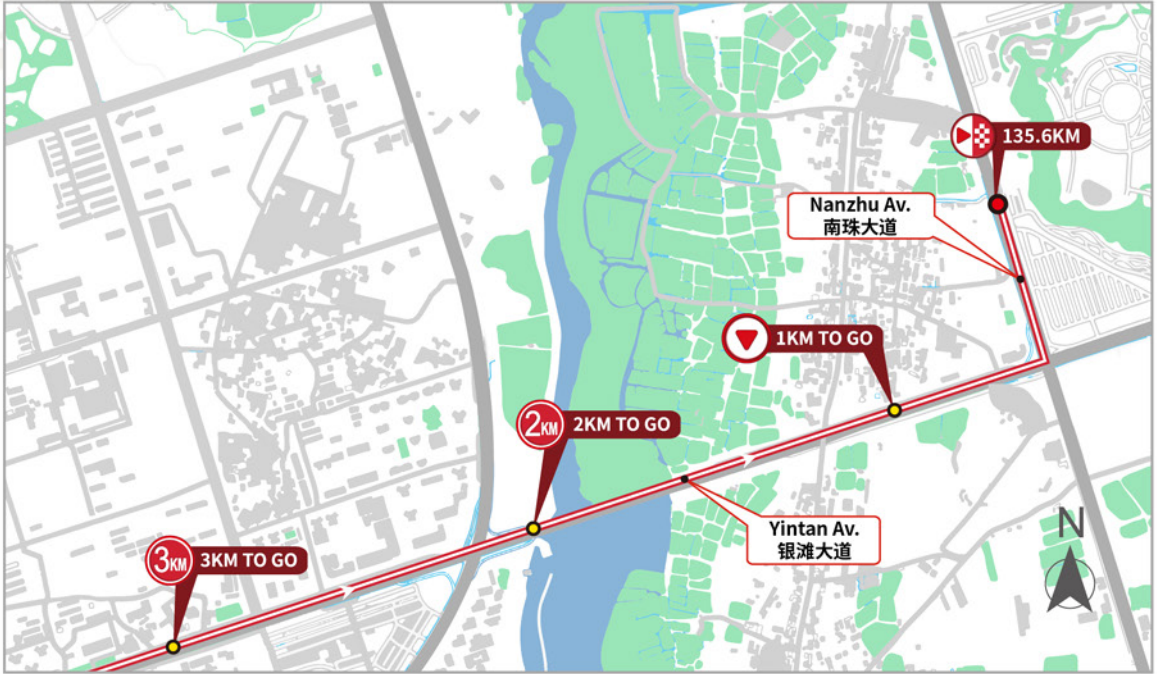 135.6KM
Nanzhu Av.
南珠大道
1KM TO GO
2KM
2KM TO GO
Yintan Av.
银滩大道
N
3KM
3KM TO GO